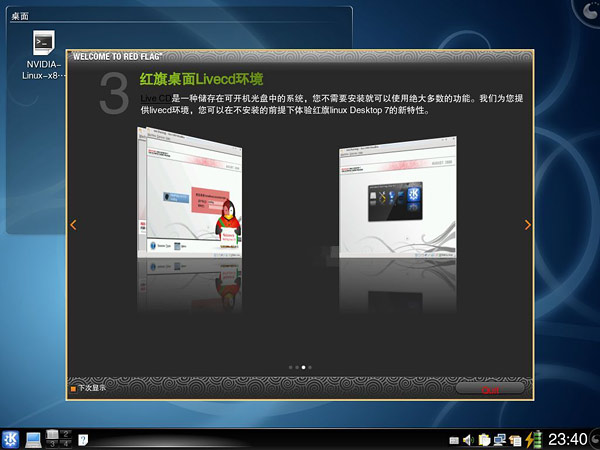 桌面
NVIDIA-
Linux-x8...
WELCOME TO RED FLAG
3
红旗桌面Livecd环境
Live CD是一种储存在可开机光盘中的系统，您不需要安装就可以使用绝大多数的功能。我们为您提
供livecd环境，您可以在不安装的前提下体验红旗linux Desktop 7的新特性。
下次显示
2
3 4
23:40